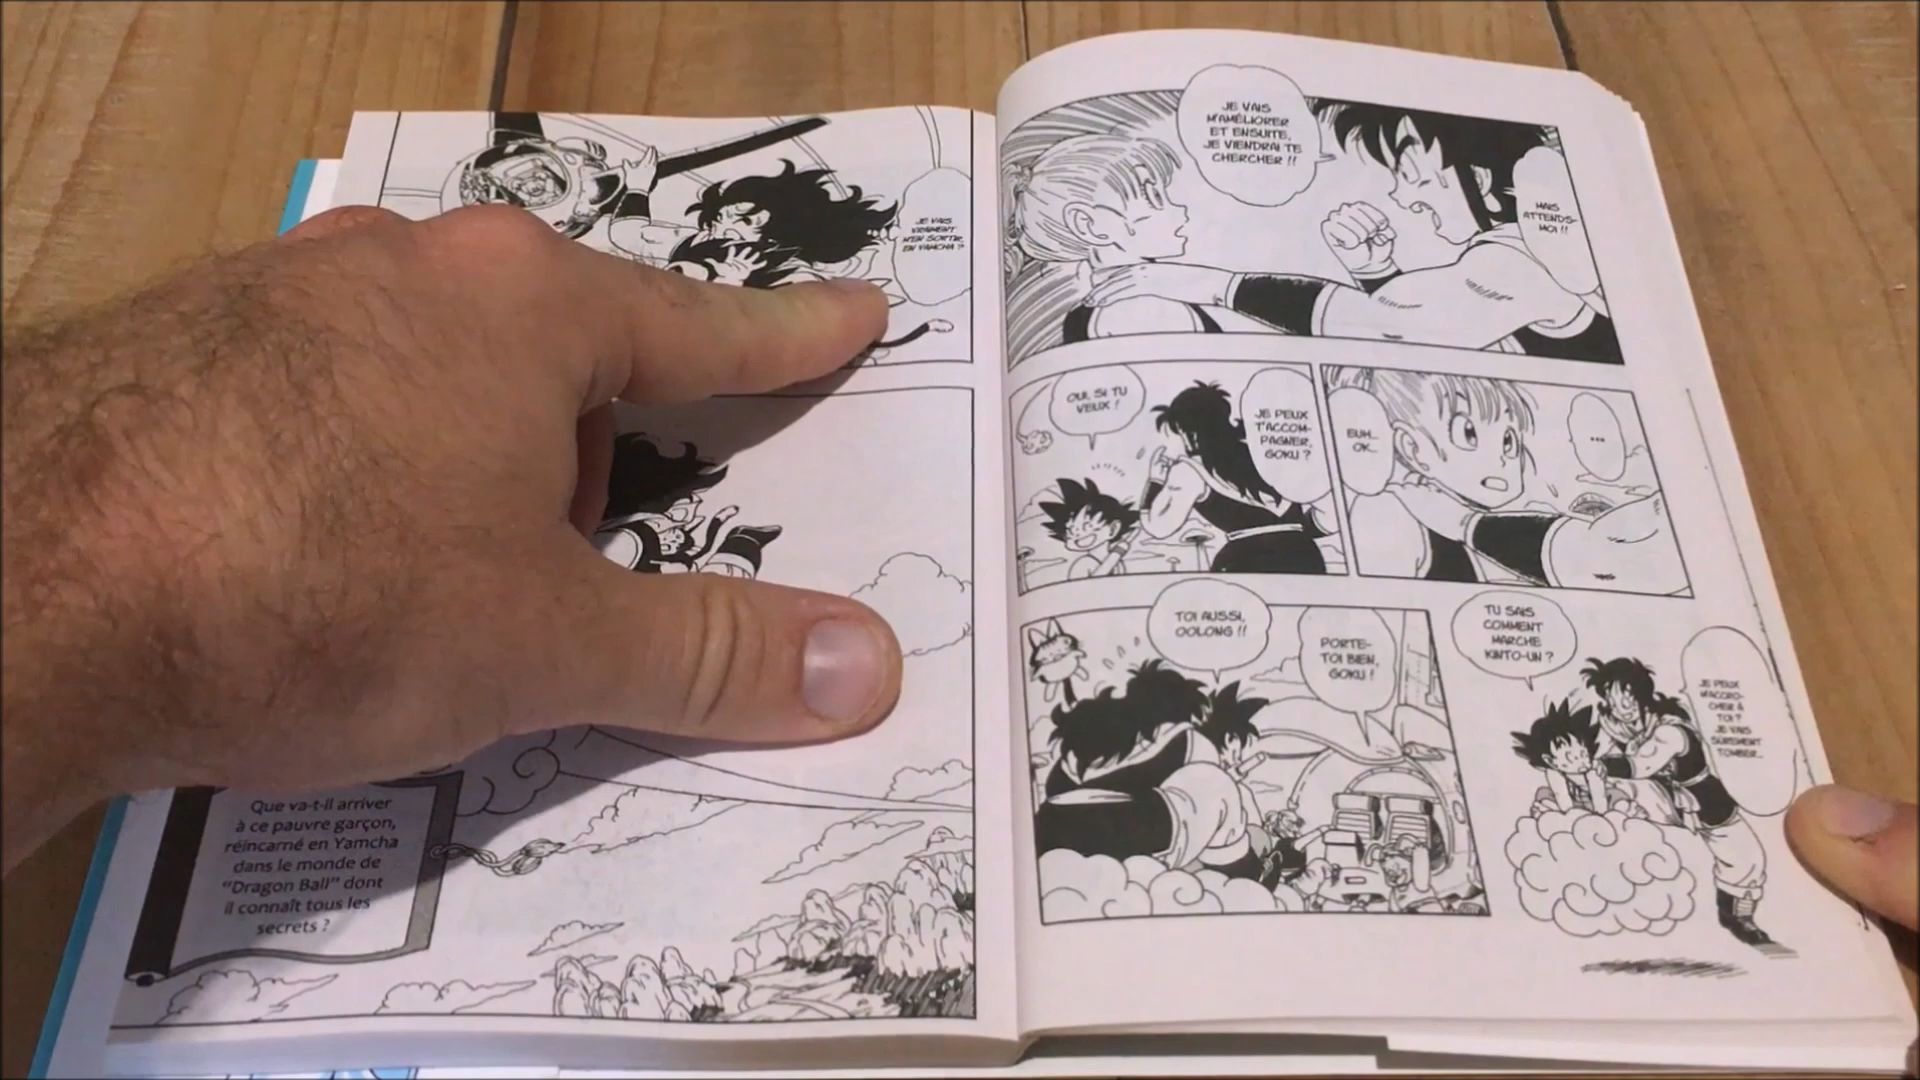 JE VAIS
VRAIMENT
M'EN SORTIR,
EN YAMCHA ?
Que va-t-il arriver
à ce pauvre garçon,
réincarné en Yamcha
dans le monde de
"Dragon Ball" dont
il connaît tous les
secrets ?
JE VAIS
M'AMÉLIORER
ET ENSUITE,
JE VIENDRAI TE
CHERCHER !!
MAIS
ATTENDS-
MOI !!
OUI, SI TU
VEUX !
JE PEUX
T'ACCOM-
PAGNER,
GOKU ?
EUH...
OK...
...
TOI AUSSI,
OOLONG !!
PORTE-
TOI BIEN,
GOKU !
TU SAIS
COMMENT
MARCHE
KINTO-UN ?
JE PEUX
M'ACCRO-
CHER À
TOI ?
JE VAIS
SÛREMENT
TOMBER...